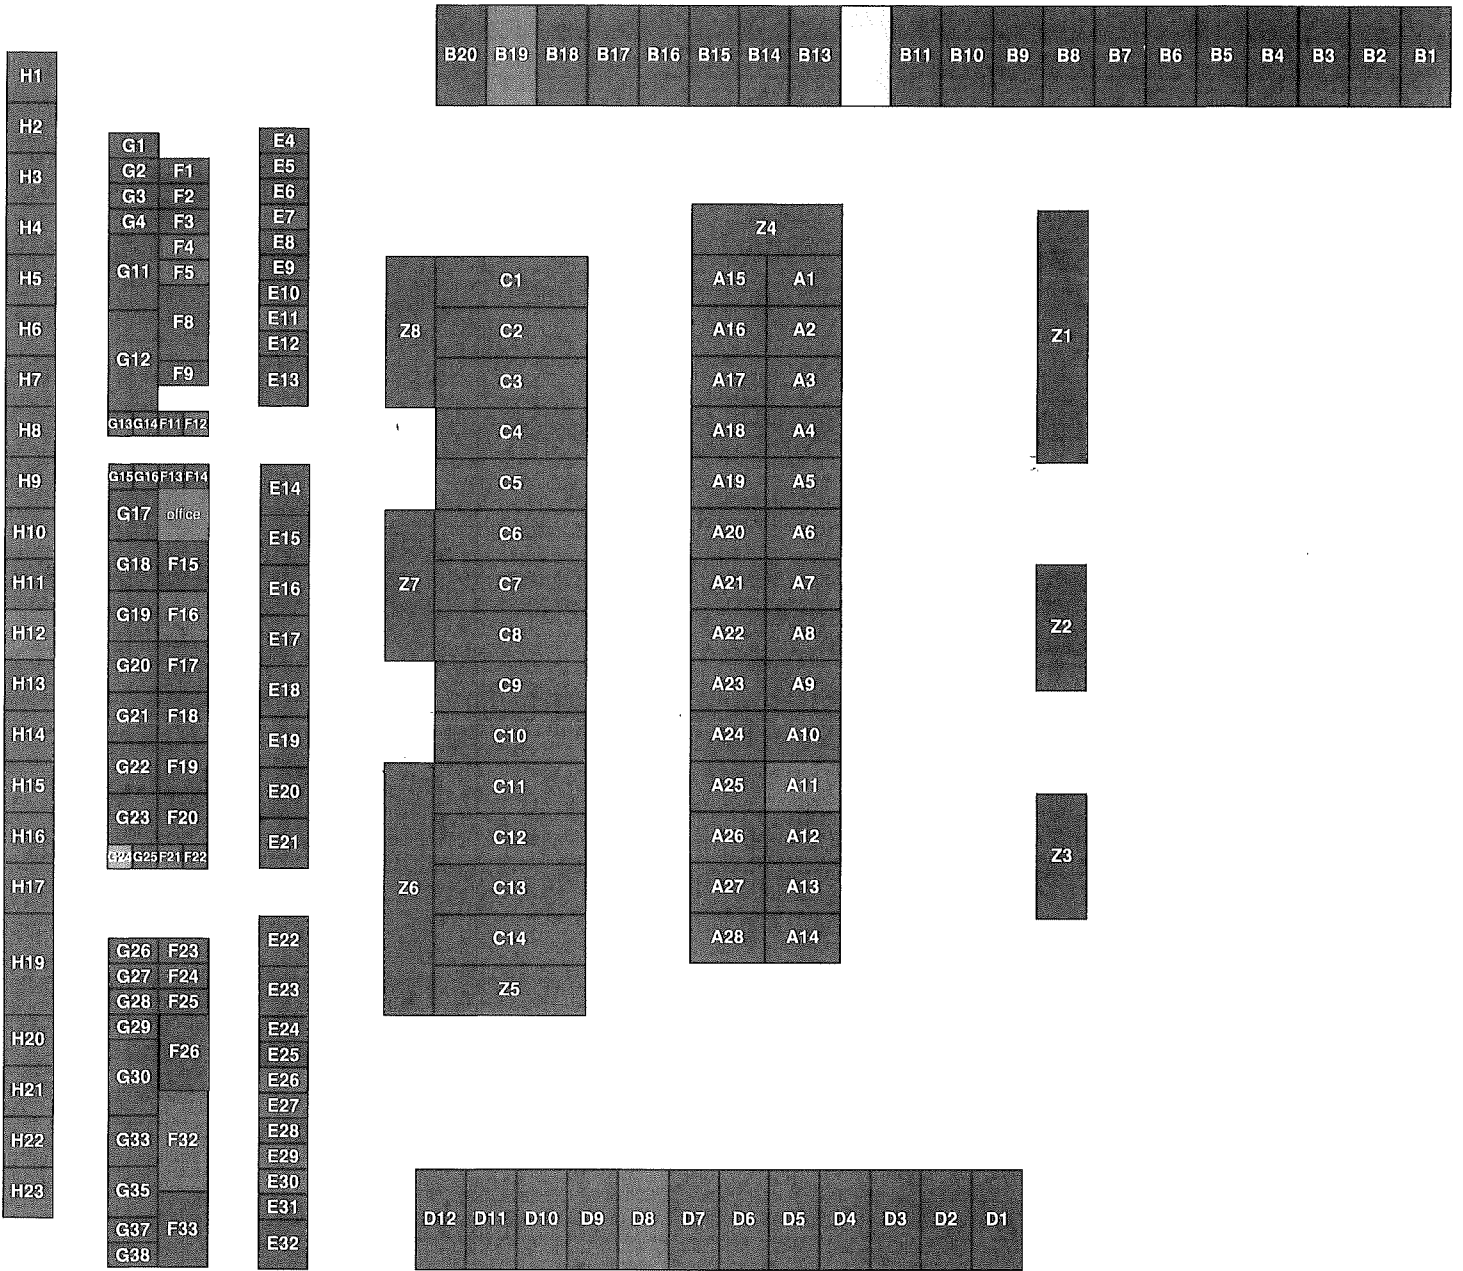 B20 B19 B18 B17 B16 B15 B14 B13 B11 B10 B9 B8 B7 B6 B5 B4 B3 B2 B1
H1
H2
H3
H4
H5
H6
H7
H8
H9
H10
H11
H12
H13
H14
H15
H16
H17
H19
H20
H21
H22
H23
G1
G2 F1
G3 F2
G4 F3
F4
G11 F5
F8
G12
F9
G13 G14 F11 F12
G15 G16 F13 F14
G17 office
G18 F15
G19 F16
G20 F17
G21 F18
G22 F19
G23 F20
G24 G25 F21 F22
G26 F23
G27 F24
G28 F25
G29
F26
G30
G33 F32
G35
G37 F33
G38
E4
E5
E6
E7
E8
E9
E10
E11
E12
E13
E14
E15
E16
E17
E18
E19
E20
E21
E22
E23
E24
E25
E26
E27
E28
E29
E30
E31
E32
Z8
Z7
Z6
C1
C2
C3
C4
C5
C6
C7
C8
C9
C10
C11
C12
C13
C14
Z5
Z4
A15 A1
A16 A2
A17 A3
A18 A4
A19 A5
A20 A6
A21 A7
A22 A8
A23 A9
A24 A10
A25 A11
A26 A12
A27 A13
A28 A14
Z1
Z2
Z3
D12 D11 D10 D9 D8 D7 D6 D5 D4 D3 D2 D1